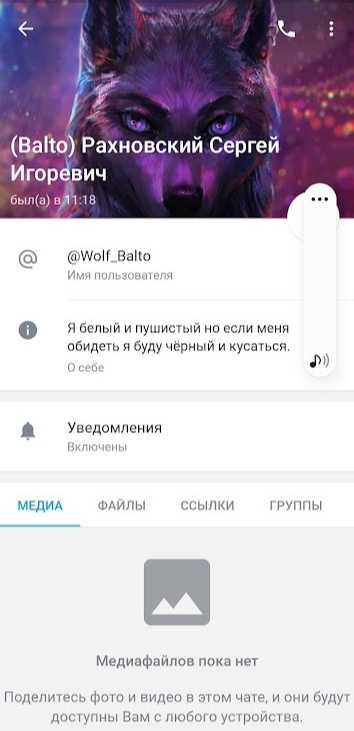 (Balto) Рахновский Сергей
Игоревич
был(а) в 11:18
@Wolf_Balto
Имя пользователя
Я белый и пушистый но если меня
обидеть я буду чёрный и кусаться.
О себе
Уведомления
Включены
МЕДИА ФАЙЛЫ ССЫЛКИ ГРУППЫ
Медиафайлов пока нет
Поделитесь фото и видео в этом чате, и они будут
доступны Вам с любого устройства.